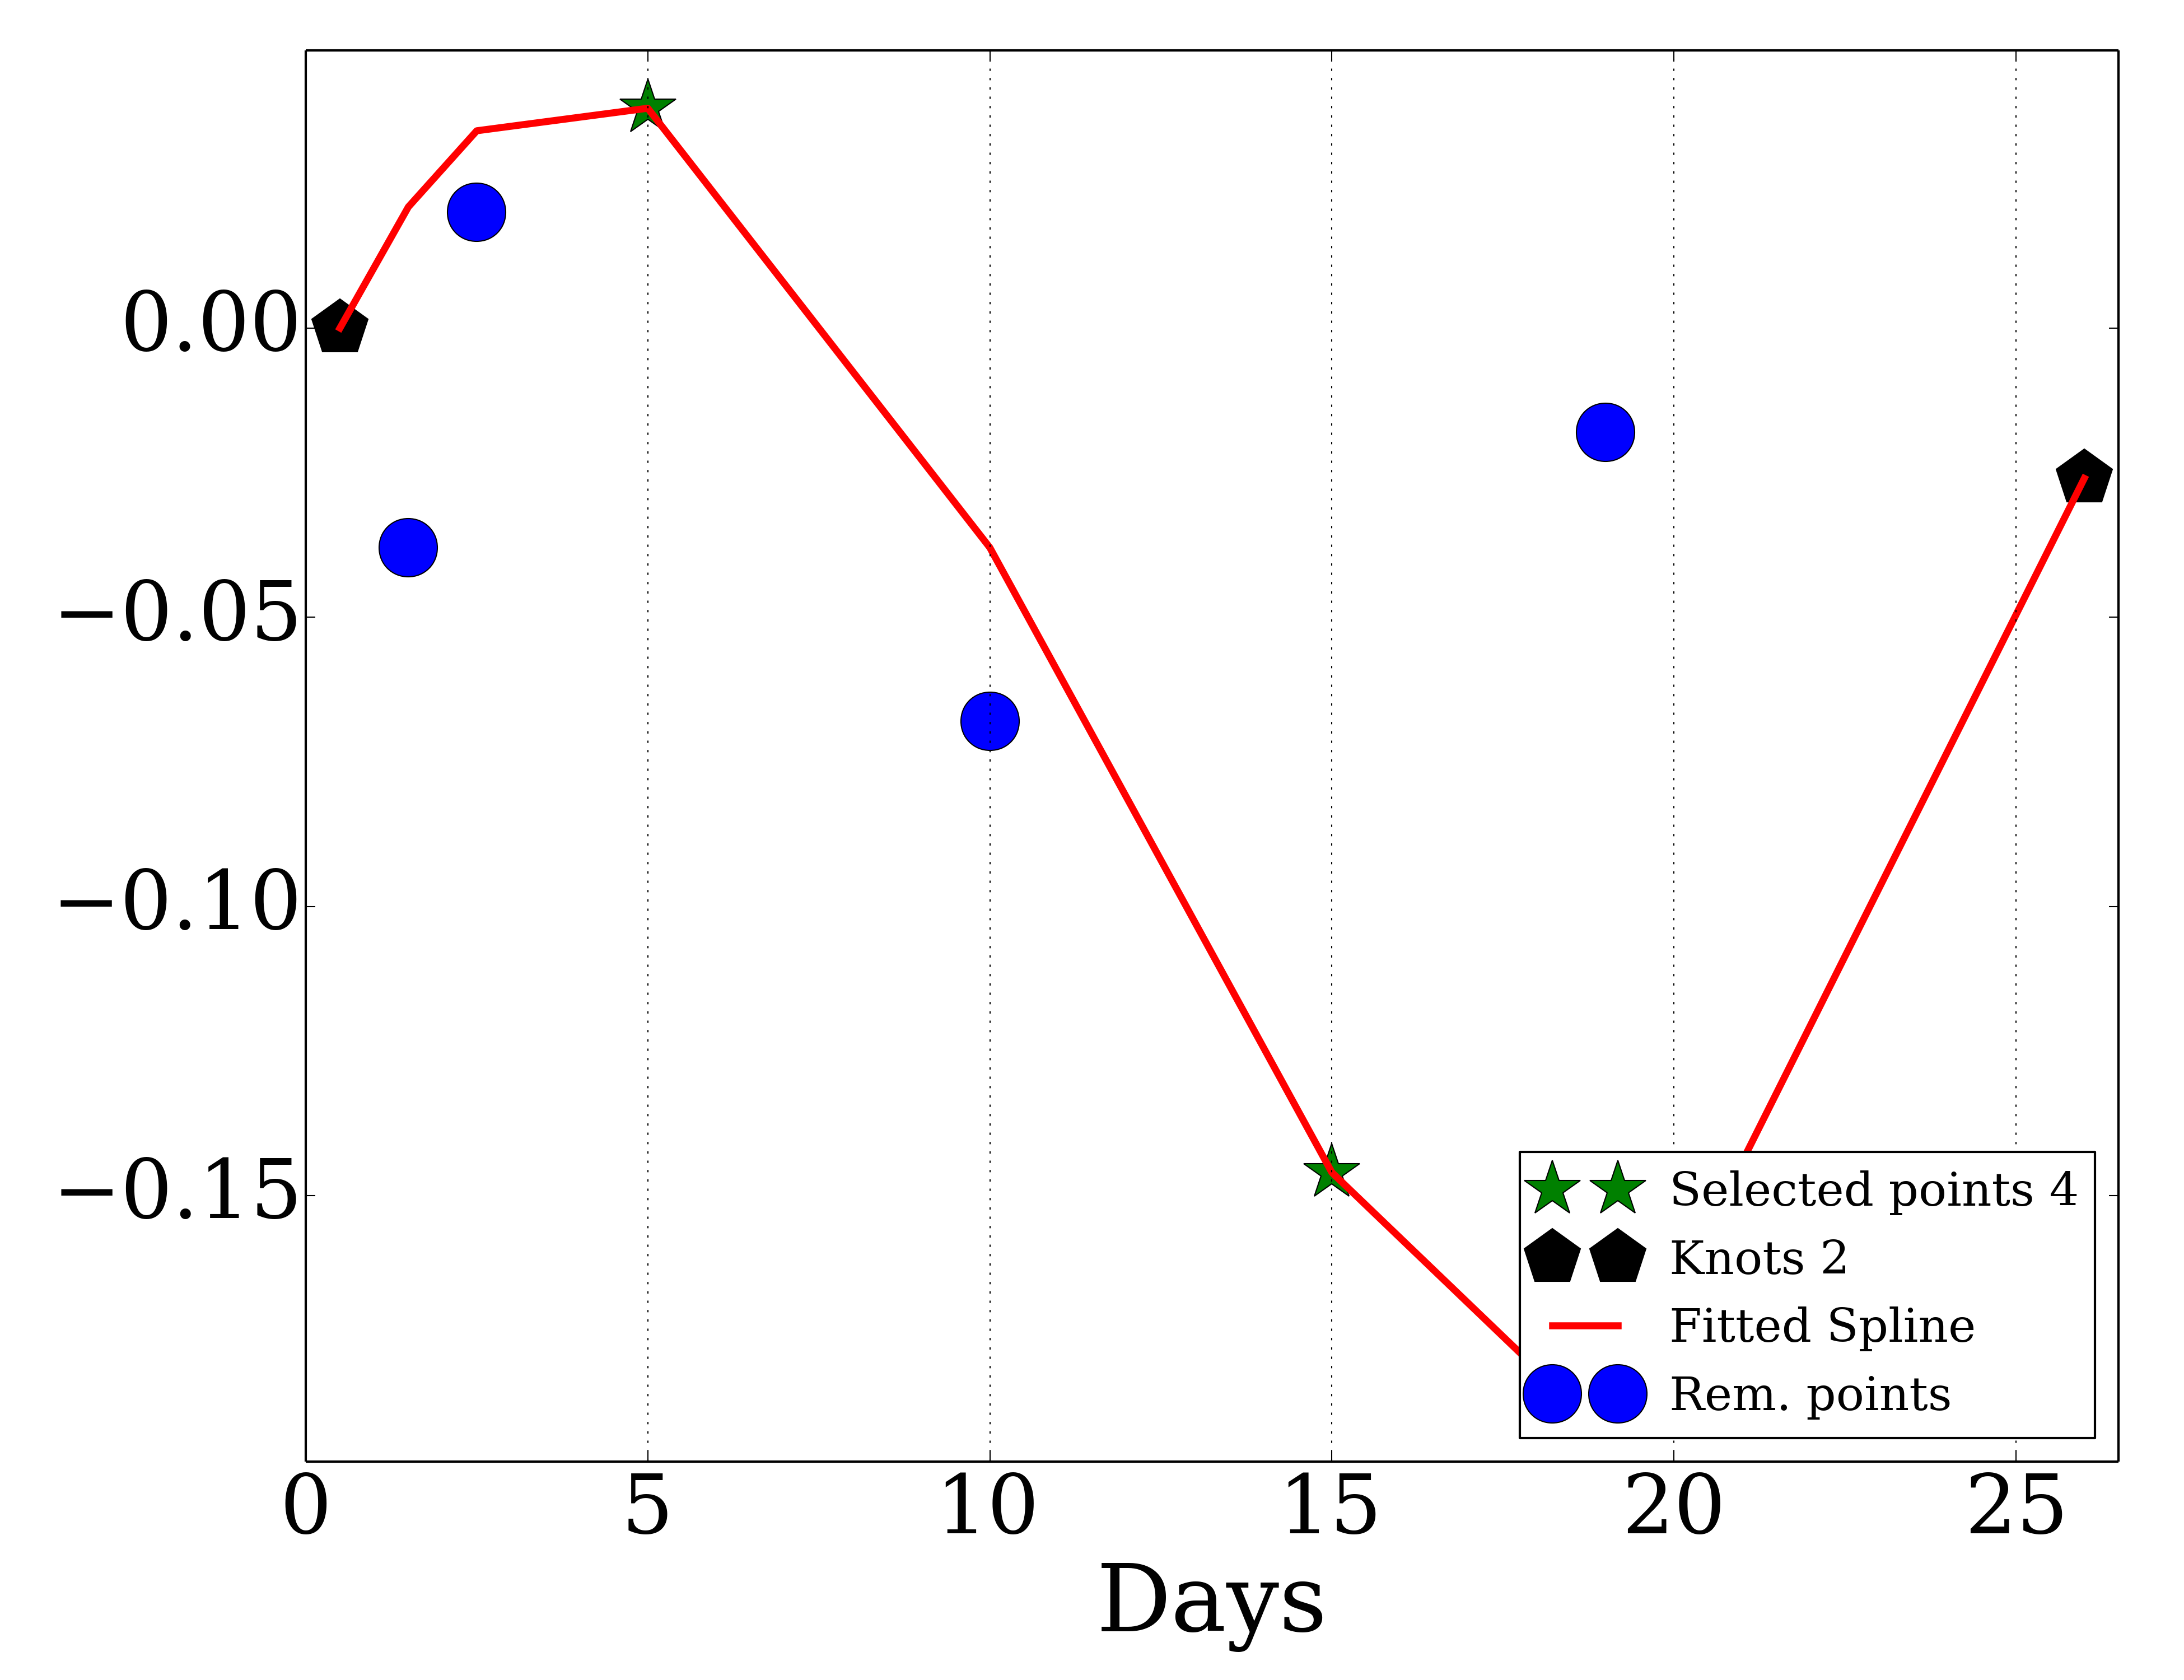 0.00
−0.05
−0.10
−0.15
0 5 10 15 20 25
Days
Selected points 4
Knots 2
Fitted Spline
Rem. points